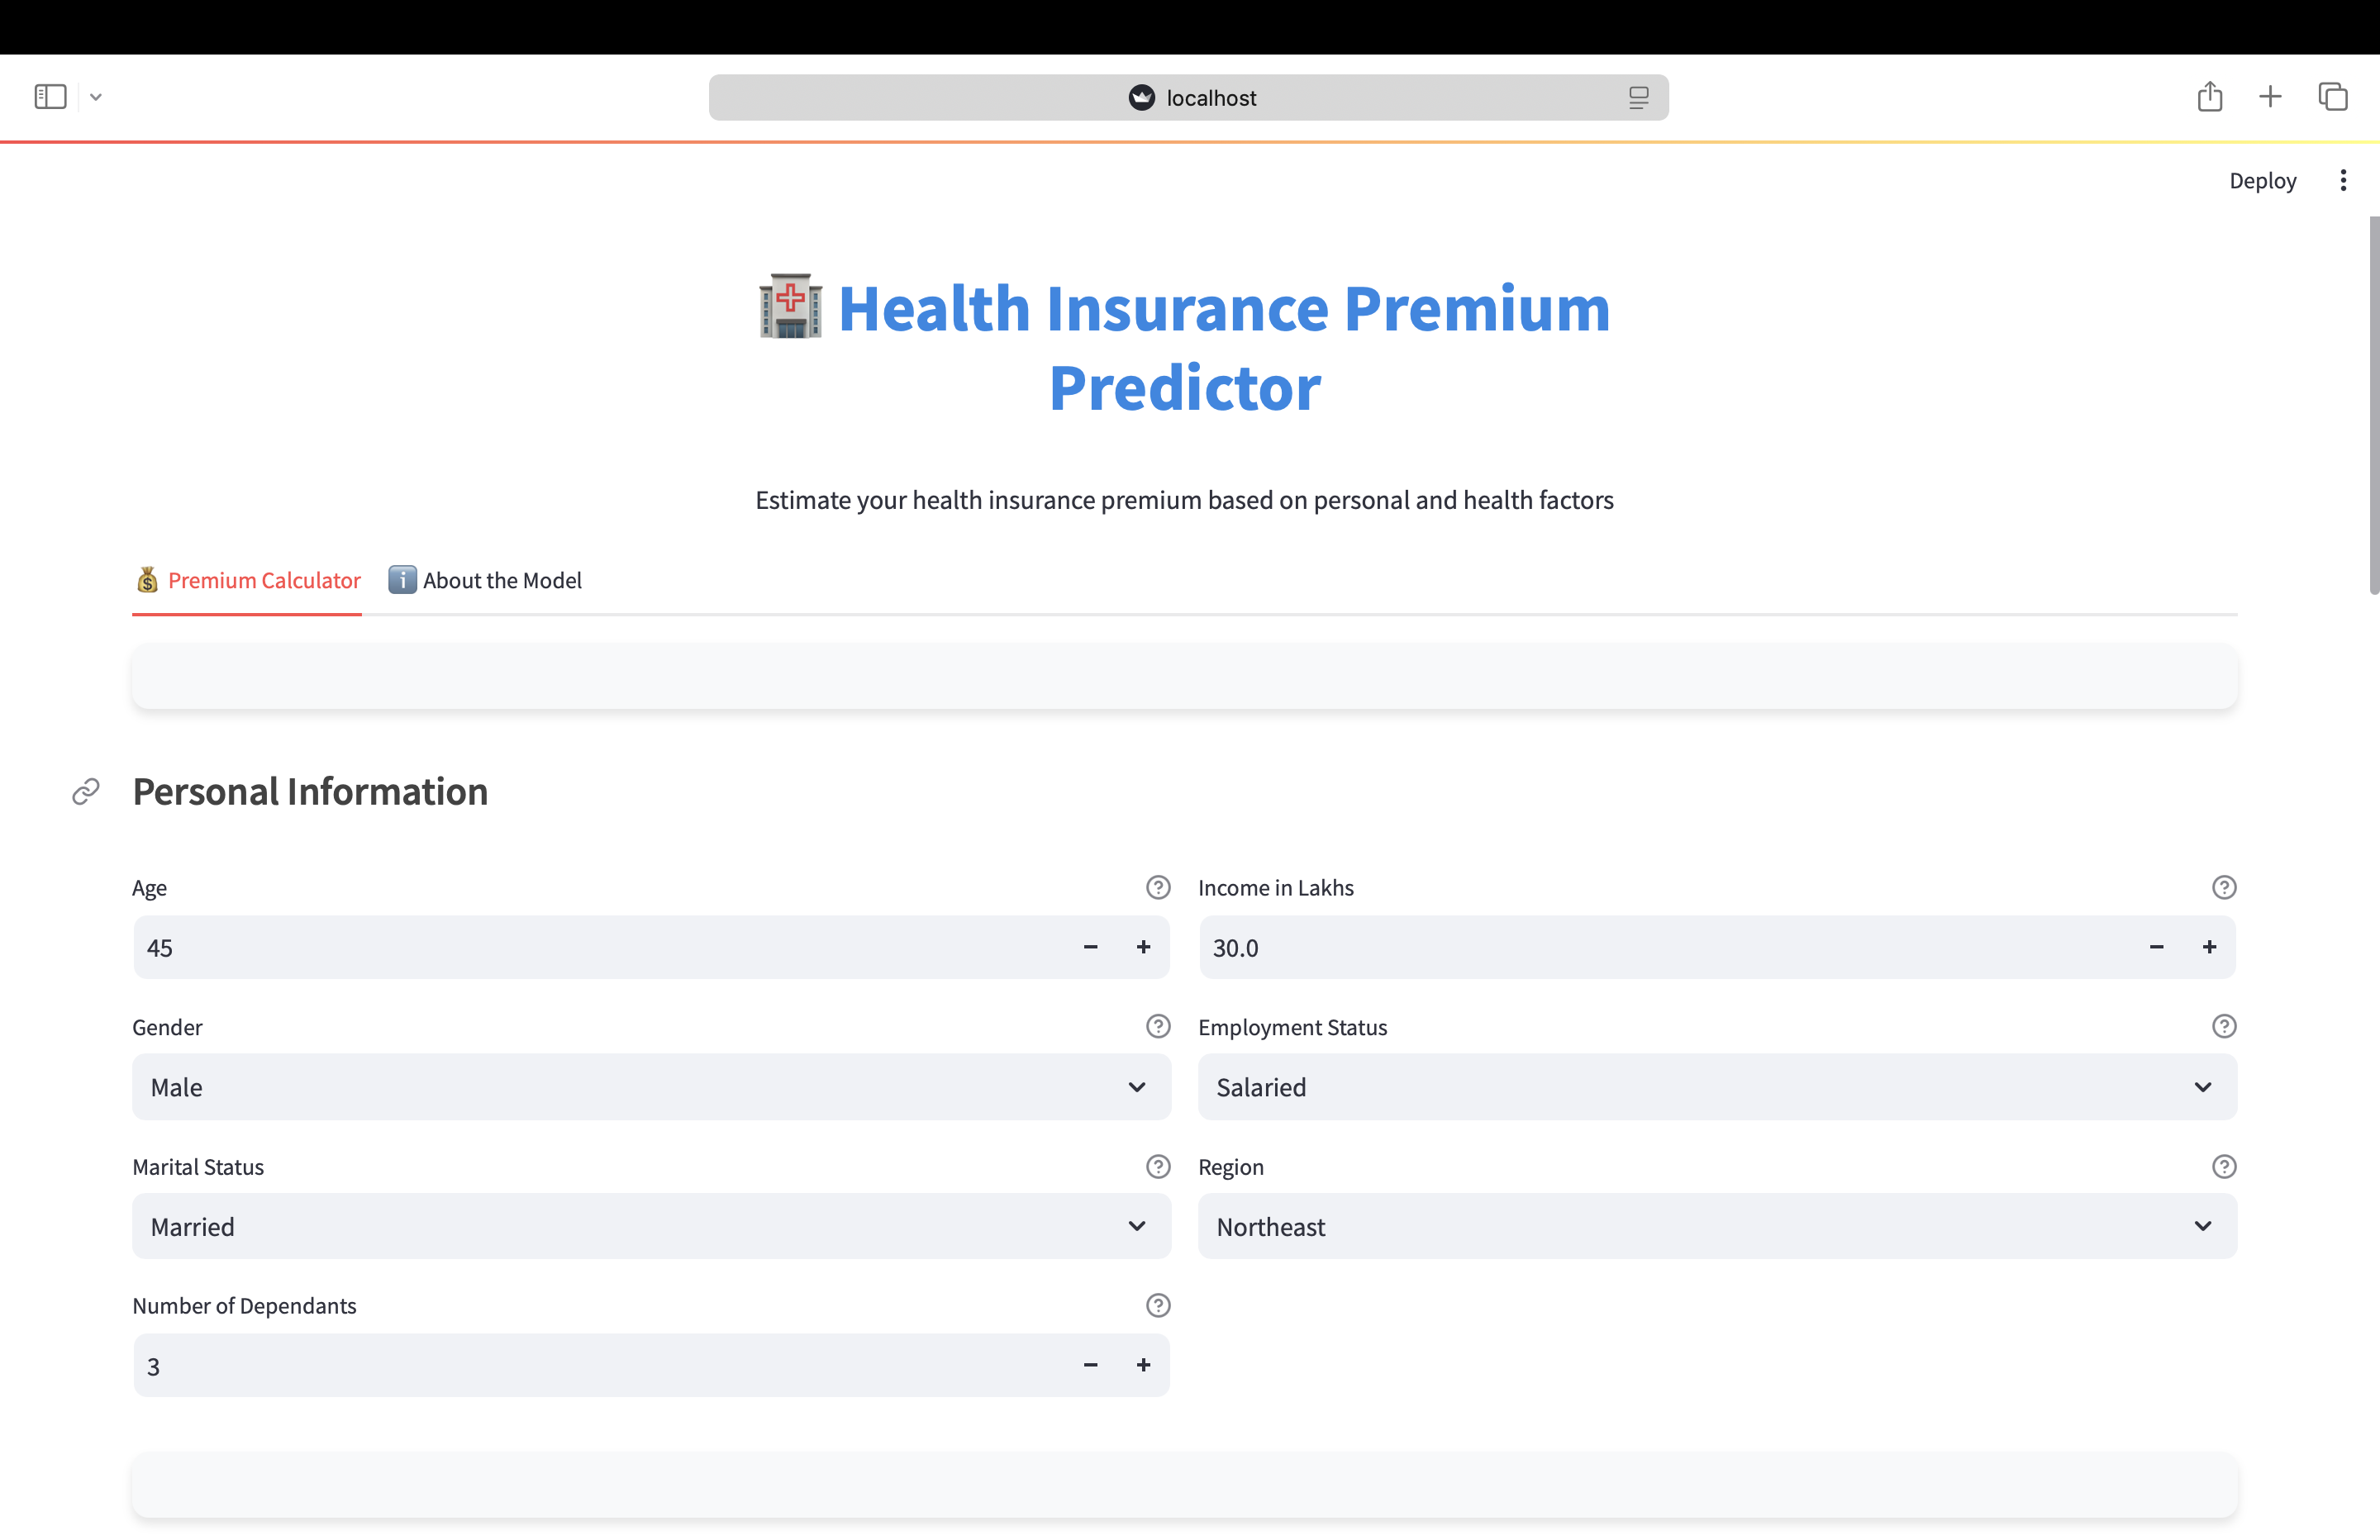 localhost
Deploy
Health Insurance Premium
Predictor
Estimate your health insurance premium based on personal and health factors
Premium Calculator
About the Model
Personal Information
Age
Income in Lakhs
45
30.0
Gender
Employment Status
Male
Salaried
Marital Status
Region
Married
Northeast
Number of Dependants
3